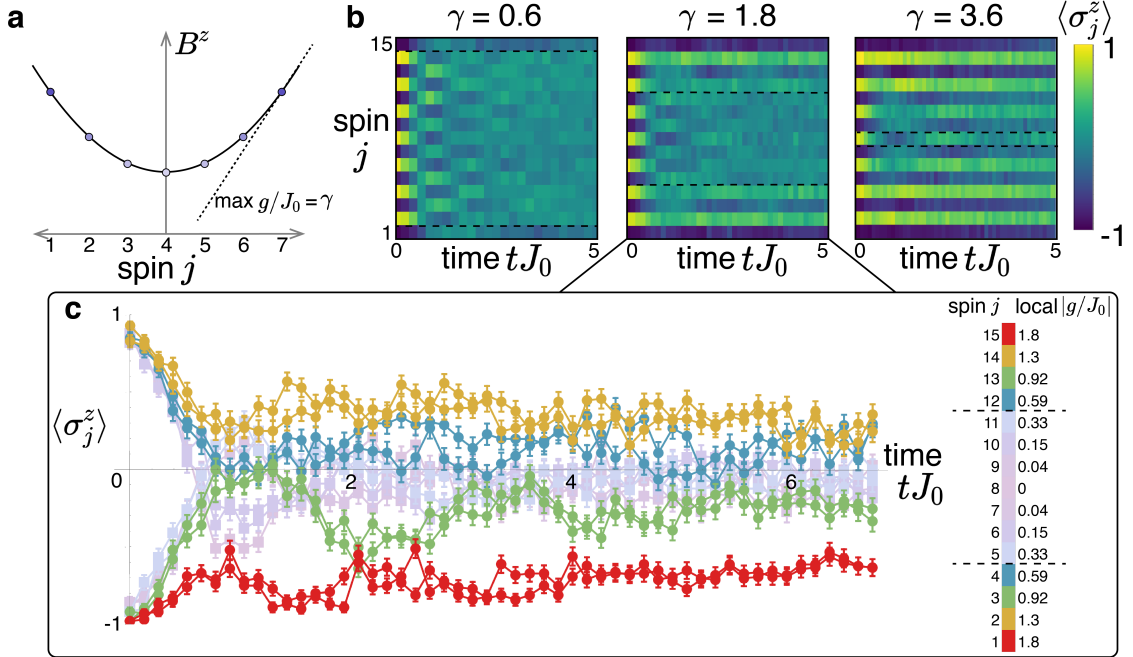 a
B^z
max g/J_0 = γ
1 2 3 4 5 6 7
spin j
b
γ = 0.6
γ = 1.8
γ = 3.6
⟨σ_j^z⟩
15
spin
j
1
0 5
time tJ_0
0 5
time tJ_0
0 5
time tJ_0
1
-1
c
1
⟨σ_j^z⟩
0
-1
2 4 6
time
tJ_0
spin j local |g/J_0|
15 1.8
14 1.3
13 0.92
12 0.59
11 0.33
10 0.15
9 0.04
8 0
7 0.04
6 0.15
5 0.33
4 0.59
3 0.92
2 1.3
1 1.8